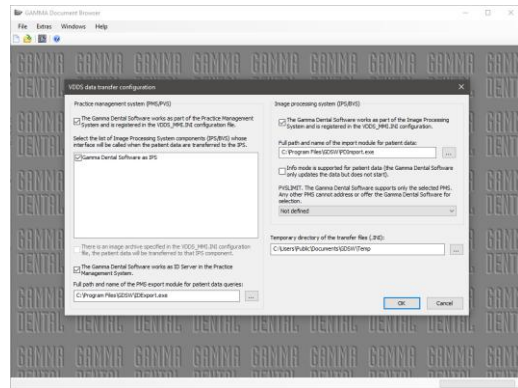 GAMMA Document Browser
File Extras Windows Help
VDDS data transfer configuration
Practice management system (PMS/PVS)
The Gamma Dental Software works as part of the Practice Management
System and is registered in the VDDS_MMI.INI configuration file.
Select the list of Image Processing System components (IPS/BVS) whose
interface will be called when the patient data are transferred to the IPS.
Gamma Dental Software as IPS
There is an image archive specified in the VDDS_MMI.INI configuration
file, the patient data will be transferred to that IPS component.
The Gamma Dental Software works as ID Server in the Practice
Management System.
Full path and name of the PMS export module for patient data queries:
C:\Program Files\GDSW\IDExport.exe
...
Image processing system (IPS/BVS)
The Gamma Dental Software works as part of the Image Processing
System and is registered in the VDDS_MMI.INI configuration.
Full path and name of the import module for patient data:
C:\Program Files\GDSW\PDImport.exe
...
Info mode is supported for patient data (the Gamma Dental Software
only updates the data but does not start).
PVSLIMIT. The Gamma Dental Software supports only the selected PMS.
Any other PMS cannot address or offer the Gamma Dental Software for
selection.
Not defined
Temporary directory of the transfer files (.INI):
C:\Users\Public\Documents\GDSW\Temp
...
OK Cancel
GAMMA
DENTAL